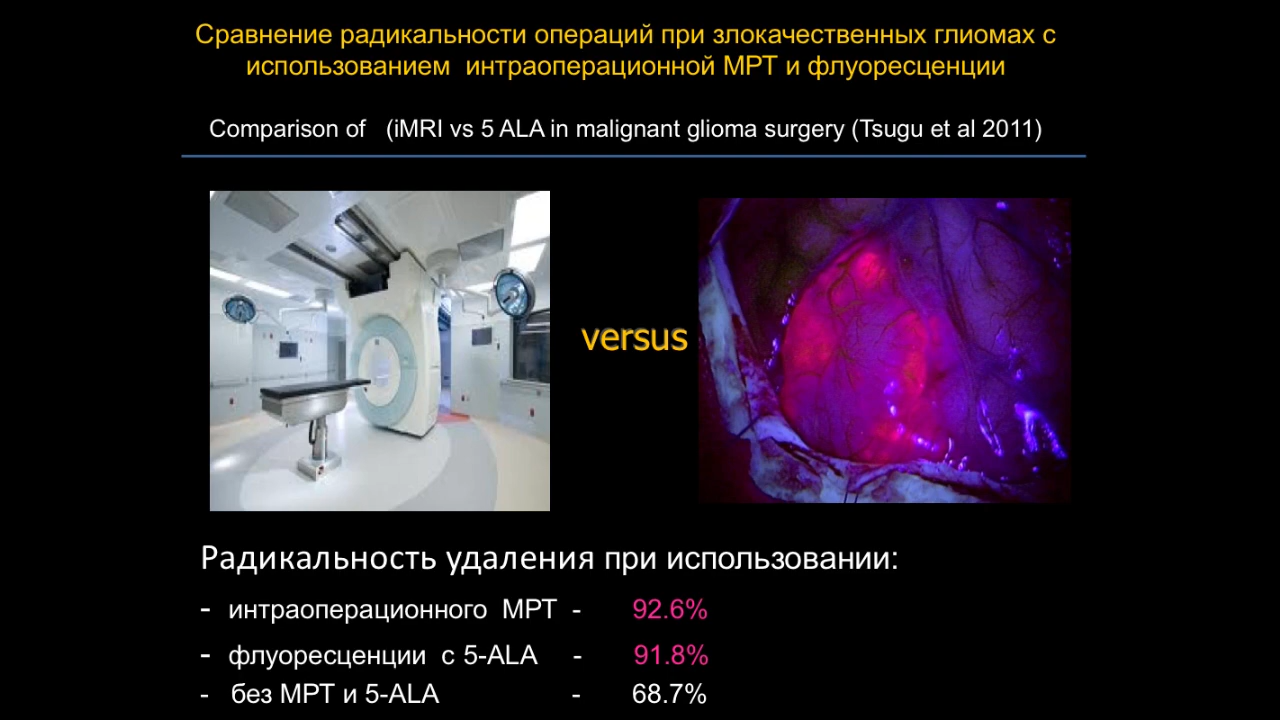 Сравнение радикальности операций при злокачественных глиомах с
использованием интраоперационной МРТ и флуоресценции
Comparison of (iMRI vs 5 ALA in malignant glioma surgery (Tsugu et al 2011)
versus
Радикальность удаления при использовании:
- интраоперационного МРТ - 92.6%
- флуоресценции с 5-ALA - 91.8%
- без МРТ и 5-ALA - 68.7%